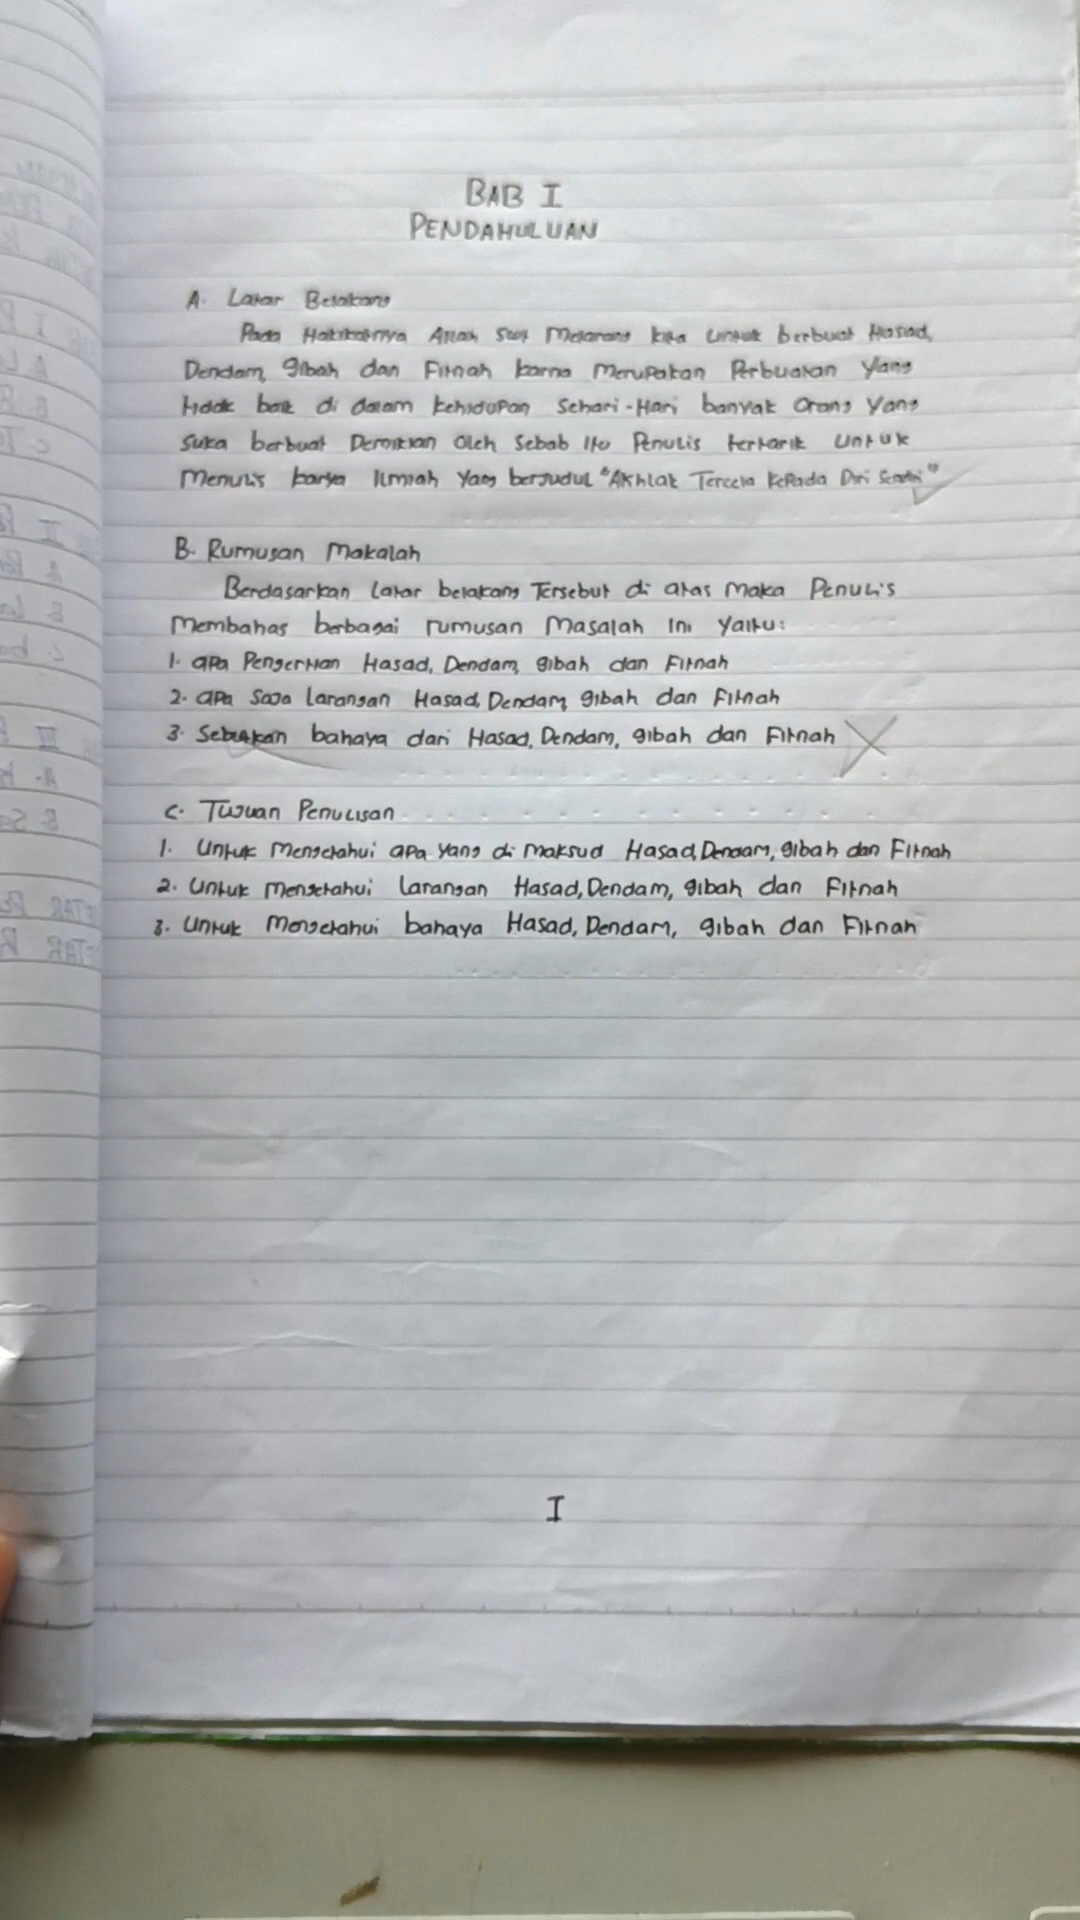 BAB I
PENDAHULUAN
A. Latar Belakang
Pada Hakikatnya Allah Swt Melarang kita untuk berbuat Hasad,
Dendam, gibah dan Fitnah karna Merupakan Perbuatan Yang
tidak baik di dalam kehidupan Sehari-Hari banyak orang Yang
Suka berbuat Demikian Oleh Sebab Ito Penulis tertarik Untuk
Menulis karya Ilmiah Yang berjudul "Akhlak Tercela kepada Diri Sendiri"
B. Rumusan Makalah
Berdasarkan Latar belakang Tersebut di atas Maka Penulis
Membahas berbagai rumusan Masalah Ini Yaitu:
1. apa Pengertian Hasad, Dendam, gibah dan Fitnah
2. apa Saja Larangan Hasad, Dendam, gibah dan Fitnah
3. Sebutkan bahaya dari Hasad, Dendam, gibah dan Fitnah
C. Tujuan Penulisan
1. Untuk Mengetahui apa yang di maksud Hasad, Dendam, gibah dan Fitnah
2. Untuk Mengetahui Larangan Hasad, Dendam, gibah dan Fitnah
3. Untuk Mengetahui bahaya Hasad, Dendam, gibah dan Fitnah
I